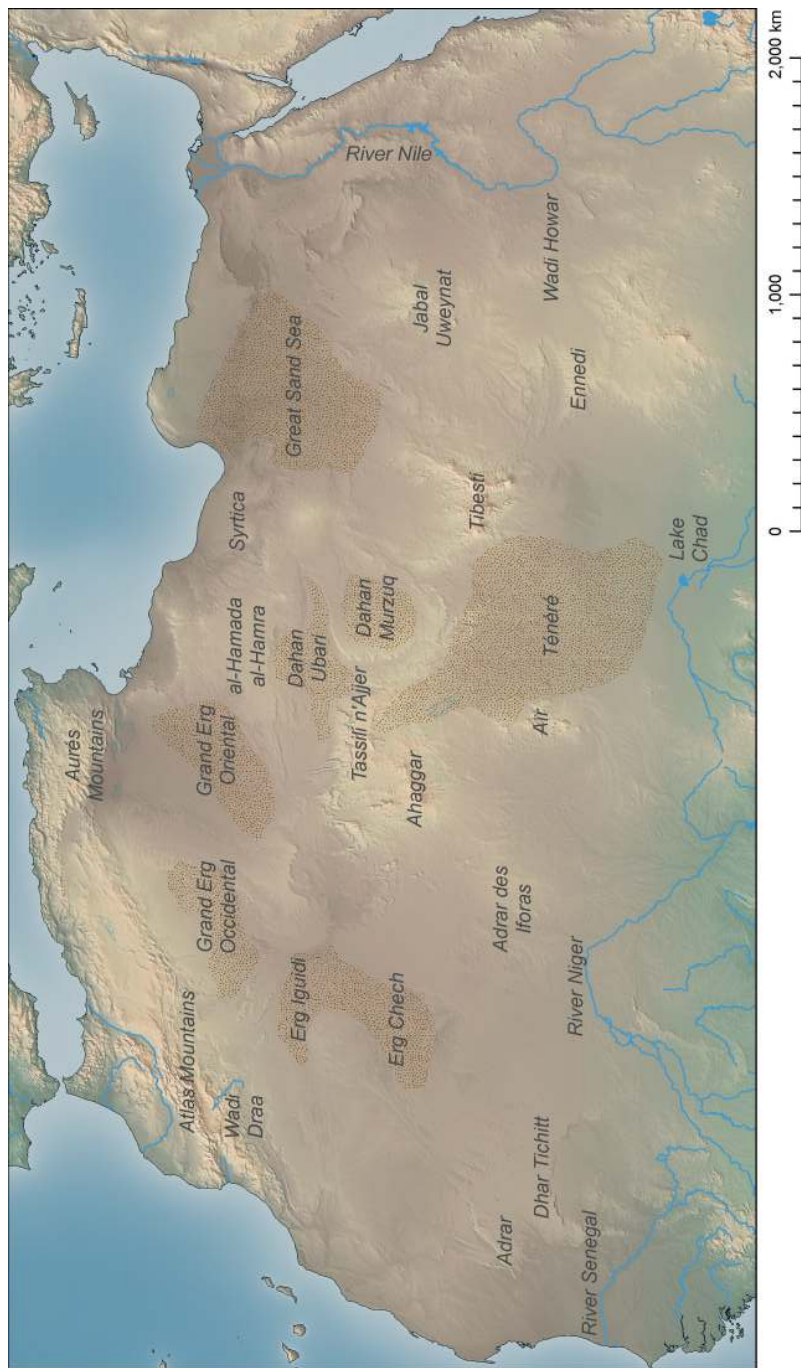 Aurés
Mountains
Atlas Mountains
Wadi
Draa
Grand Erg
Occidental
Grand Erg
Oriental
al-Hamada
al-Hamra
Syrtica
Great Sand Sea
River Nile
Erg Iguidi
Erg Chech
Dahan
Ubari
Dahan
Murzuq
Tassili n'Ajjer
Ahaggar
Jabal
Uweynat
Tibesti
Adrar
Dhar Tichitt
Adrar des
Iforas
Aïr
Ténéré
Ennedi
Wadi Howar
River Senegal
River Niger
Lake
Chad
0
1,000
2,000 km